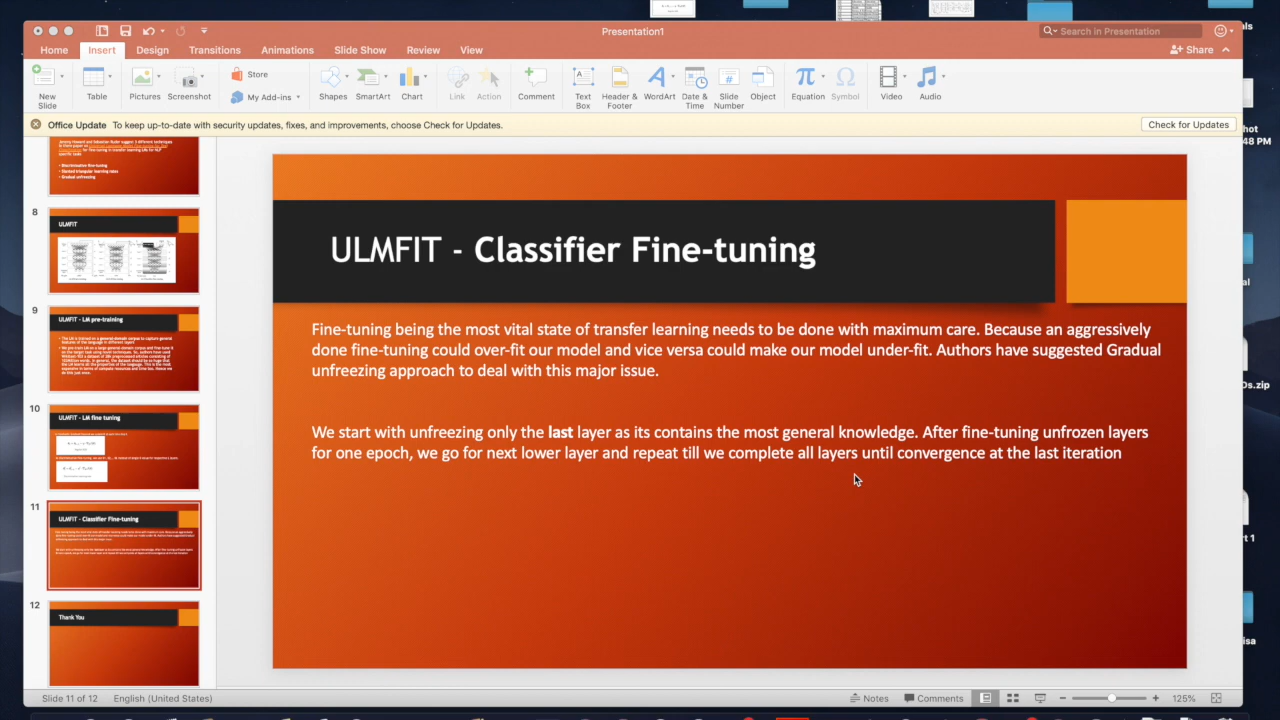 Presentation1
Search in Presentation
Home Insert Design Transitions Animations Slide Show Review View
Share
New Slide
Table
Pictures
Screenshot
Store
My Add-ins
Shapes
SmartArt
Chart
Link
Action
Comment
Text Box
Header & Footer
WordArt
Date & Time
Slide Number
Object
Equation
Symbol
Video
Audio
Office Update To keep up-to-date with security updates, fixes, and improvements, choose Check for Updates.
Check for Updates
8
ULMFIT
9
ULMFIT - LM pre-training
10
ULMFIT - LM fine tuning
11
ULMFIT - Classifier Fine-tuning
12
Thank You
ULMFIT - Classifier Fine-tuning
Fine-tuning being the most vital state of transfer learning needs to be done with maximum care. Because an aggressively
done fine-tuning could over-fit our model and vice versa could make our model under-fit. Authors have suggested Gradual
unfreezing approach to deal with this major issue.
We start with unfreezing only the last layer as its contains the most general knowledge. After fine-tuning unfrozen layers
for one epoch, we go for next lower layer and repeat till we complete all layers until convergence at the last iteration
48 PM
Ds.zip
Slide 11 of 12
English (United States)
Notes
Comments
125%